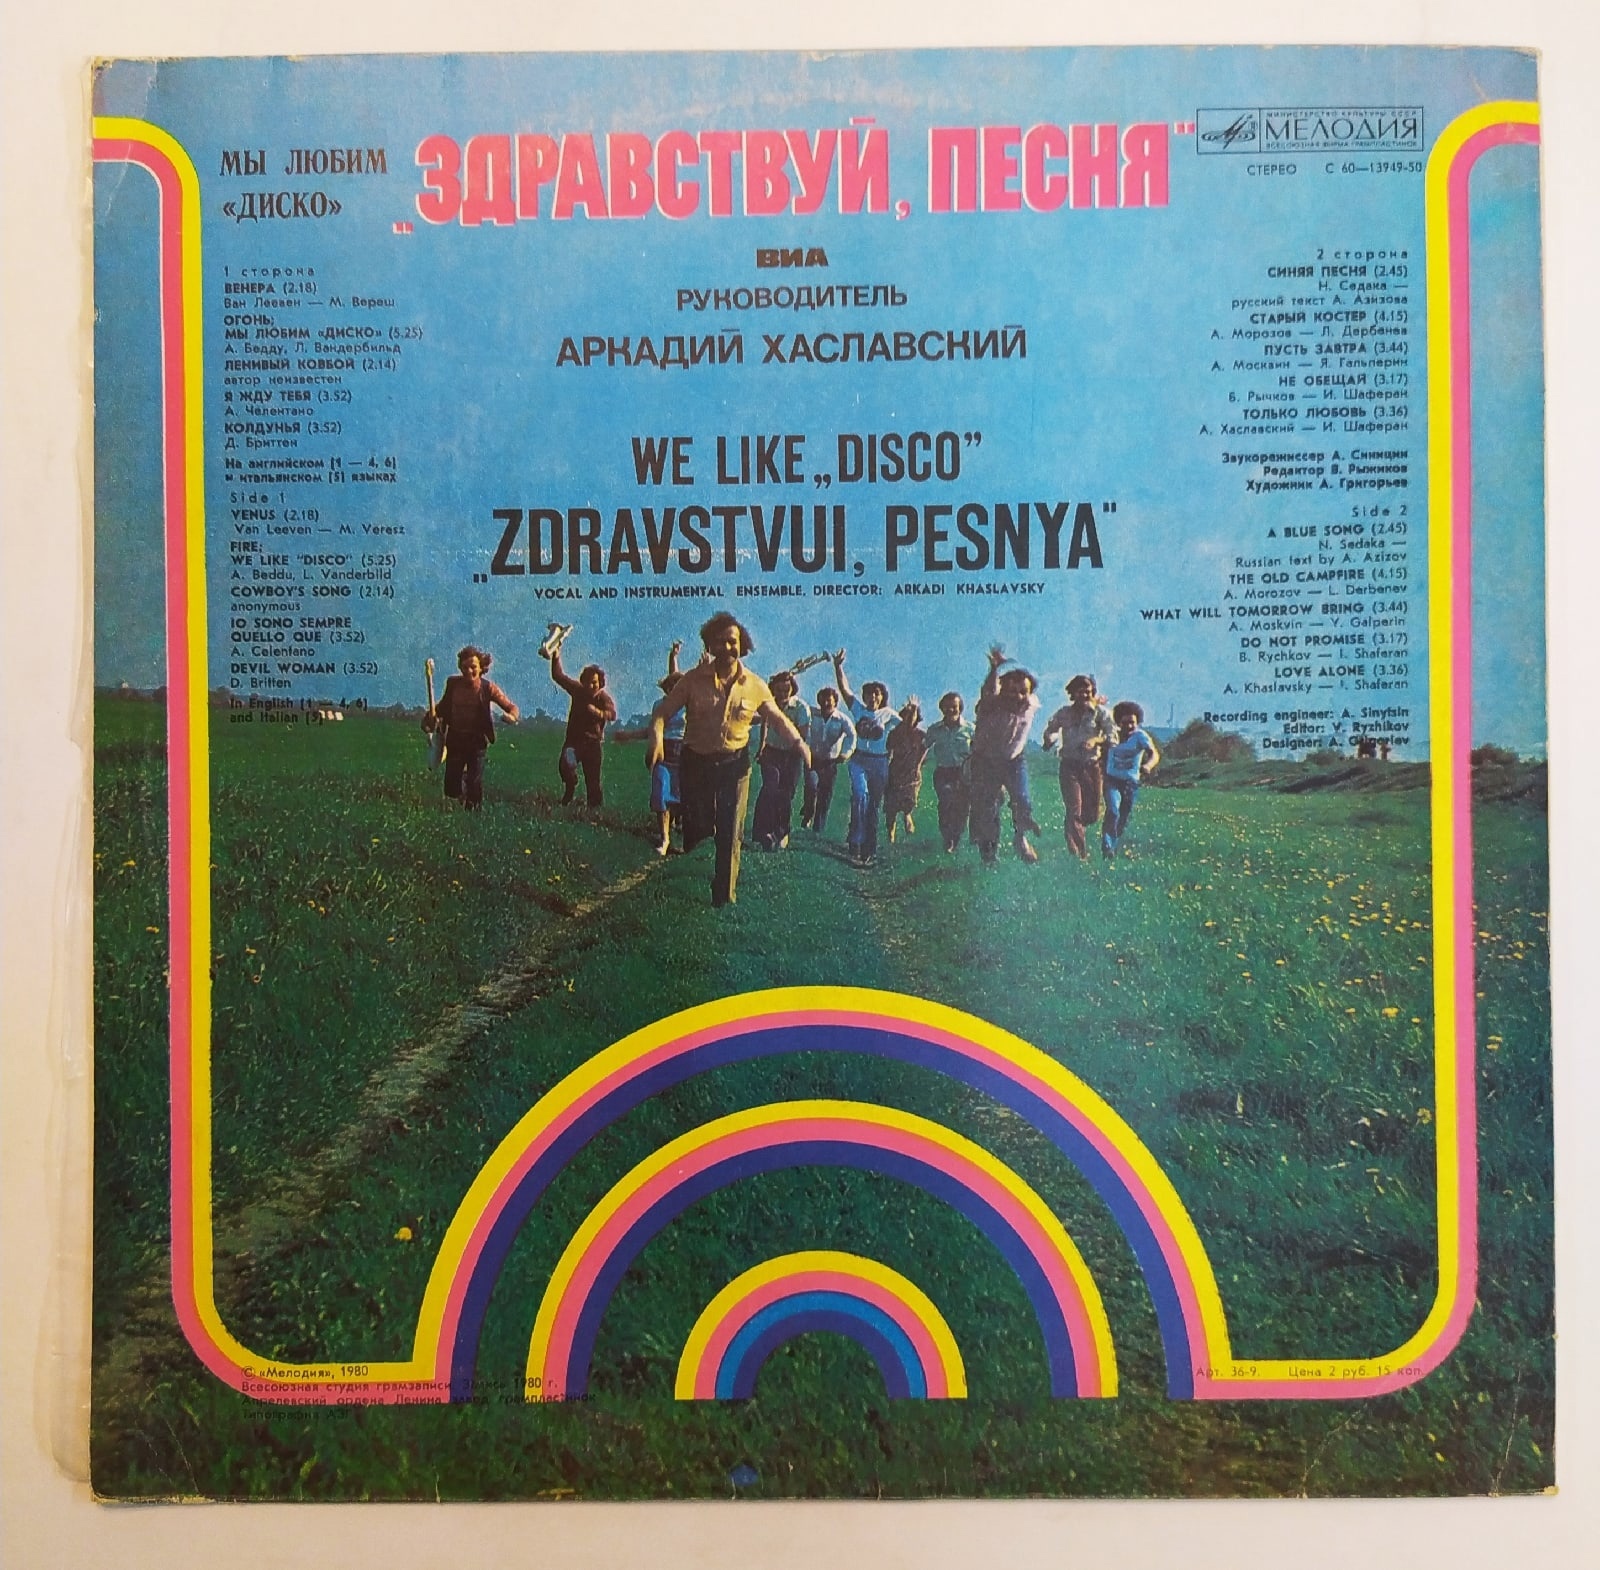 МЫ ЛЮБИМ
«ДИСКО»
„ЗДРАВСТВУЙ, ПЕСНЯ"
МИНИСТЕРСТВО КУЛЬТУРЫ СССР
МЕЛОДИЯ
ВСЕСОЮЗНАЯ ФИРМА ГРАМПЛАСТИНОК
СТЕРЕО С 60—13949-50
ВИА
РУКОВОДИТЕЛЬ
АРКАДИЙ ХАСЛАВСКИЙ
1 сторона
ВЕНЕРА (2.18)
Ван Леевен — М. Вереш
ОГОНЬ;
МЫ ЛЮБИМ «ДИСКО» (5.25)
А. Бедду, Л. Вандербильд
ЛЕНИВЫЙ КОВБОЙ (2.14)
автор неизвестен
Я ЖДУ ТЕБЯ (3.52)
А. Челентано
КОЛДУНЬЯ (3.52)
Д. Бриттен
На английском [1 — 4, 6]
и итальянском [5] языках
Side 1
VENUS (2.18)
Van Leeven — M. Veresz
FIRE;
WE LIKE "DISCO" (5.25)
A. Beddu, L. Vanderbild
COWBOY'S SONG (2.14)
anonymous
IO SONO SEMPRE
QUELLO QUE (3.52)
A. Celentano
DEVIL WOMAN (3.52)
D. Britten
In English [1 — 4, 6]
and Italian [5]
WE LIKE „DISCO"
„ZDRAVSTVUI, PESNYA"
VOCAL AND INSTRUMENTAL ENSEMBLE. DIRECTOR: ARKADI KHASLAVSKY
2 сторона
СИНЯЯ ПЕСНЯ (2.45)
Н. Седака —
русский текст А. Азизова
СТАРЫЙ КОСТЕР (4.15)
А. Морозов — Л. Дербенев
ПУСТЬ ЗАВТРА (3.44)
А. Москвин — Я. Гальперин
НЕ ОБЕЩАЙ (3.17)
Б. Рычков — И. Шаферан
ТОЛЬКО ЛЮБОВЬ (3.36)
А. Хаславский — И. Шаферан
Звукорежиссер А. Синицин
Редактор В. Рыжиков
Художник А. Григорьев
Side 2
A BLUE SONG (2.45)
N. Sedaka —
Russian text by A. Azizov
THE OLD CAMPFIRE (4.15)
A. Morozov — L. Derbenev
WHAT WILL TOMORROW BRING (3.44)
A. Moskvin — Y. Galperin
DO NOT PROMISE (3.17)
B. Rychkov — I. Shaferan
LOVE ALONE (3.36)
A. Khaslavsky — I. Shaferan
Recording engineer: A. Sinytsin
Editor: V. Ryzhikov
Designer: A. Grigoriev
© «Мелодия», 1980
Всесоюзная студия грамзаписи. Запись 1980 г.
Апрелевский ордена Ленина завод грампластинок
Типография АЗГ
Арт. 36-9. Цена 2 руб. 15 коп.